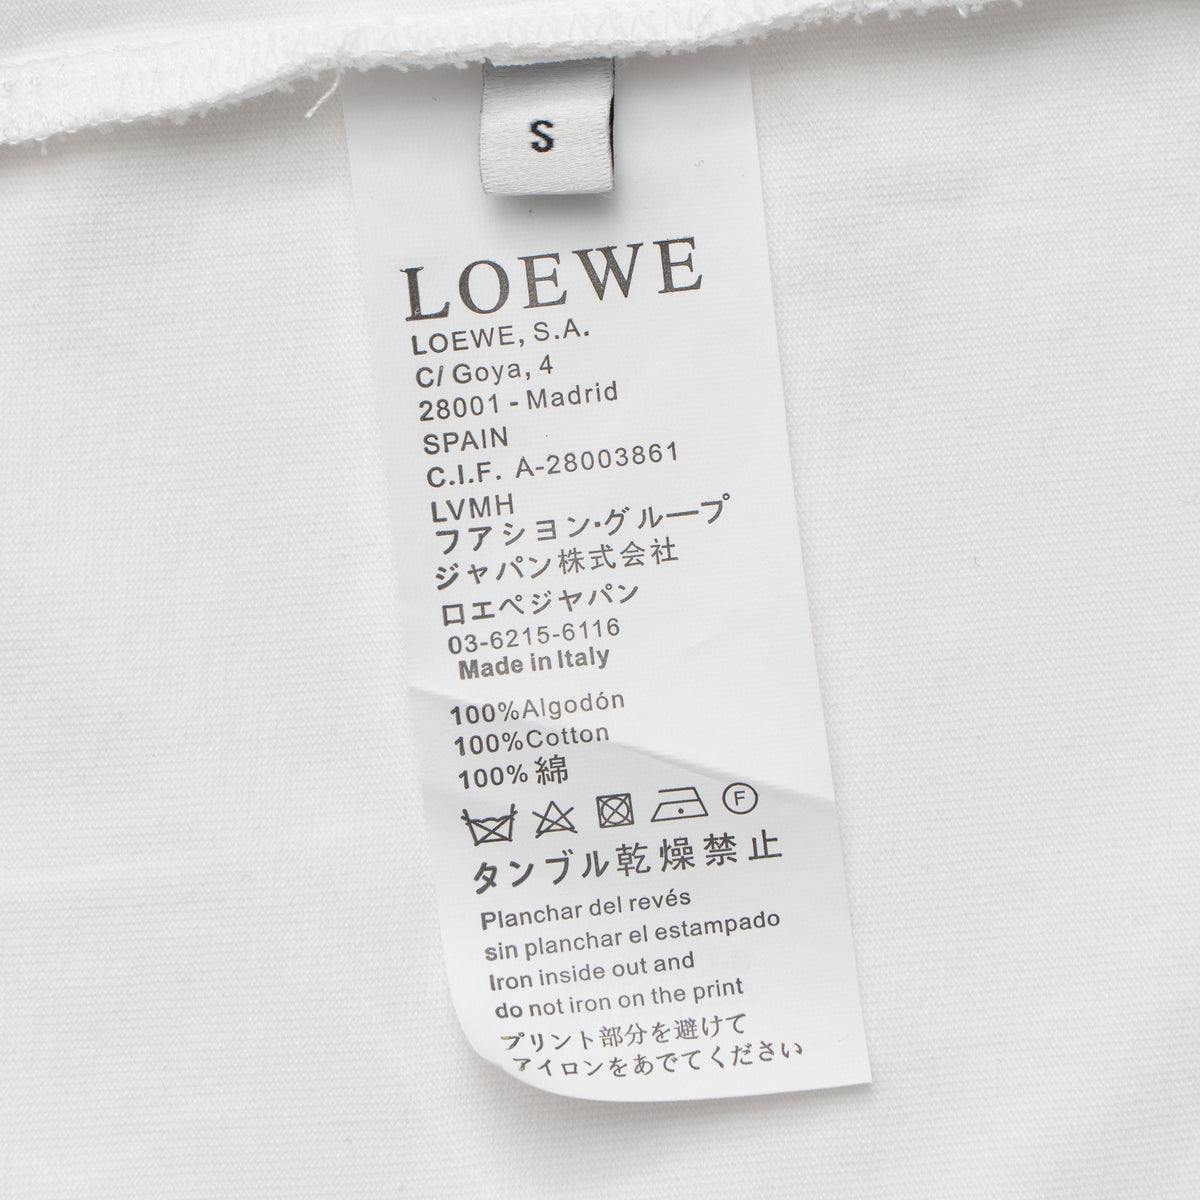 S
LOEWE
LOEWE, S.A.
C/ Goya, 4
28001 - Madrid
SPAIN
C.I.F. A-28003861
LVMH
フアシヨン·グループ
ジャパン株式会社
ロエペジヤパン
03-6215-6116
Made in Italy
100%Algodón
100%Cotton
100%綿
F
タンブル乾燥禁止
Planchar del revés
sin planchar el estampado
Iron inside out and
do not iron on the print
プリント部分を避けて
アイロンをあでてください